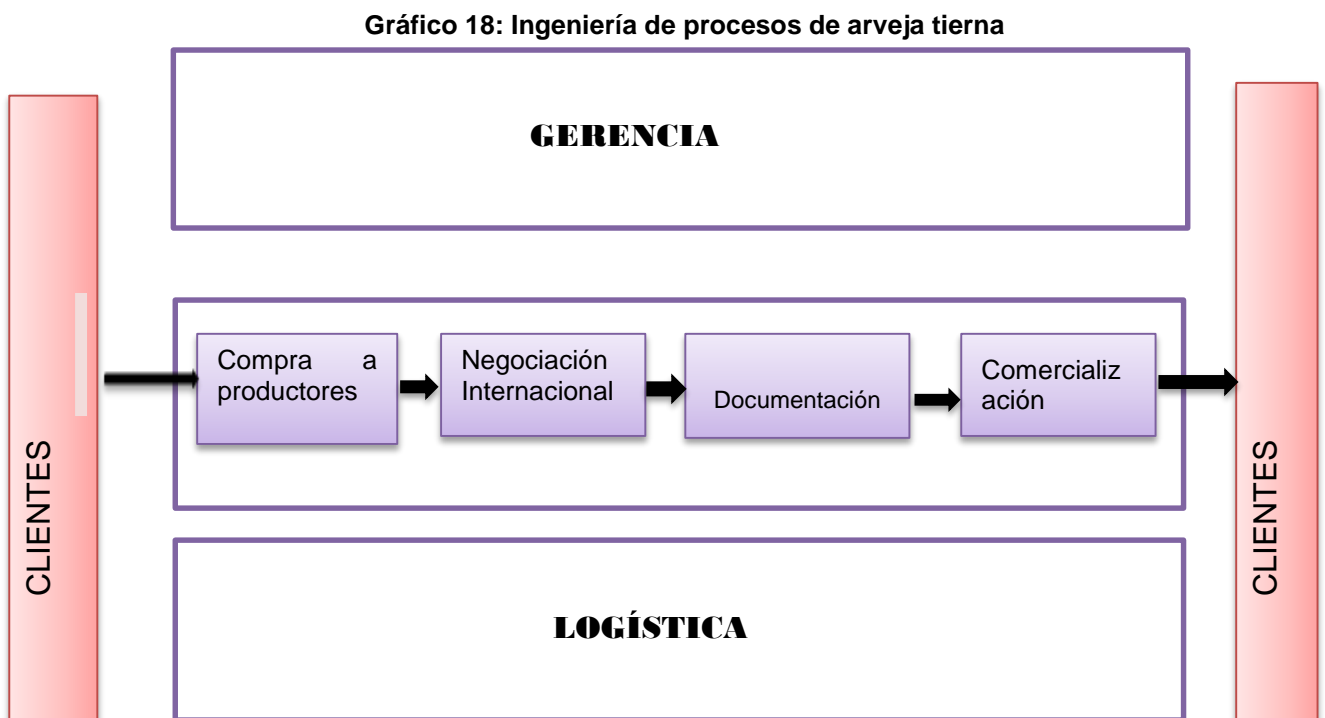 Gráfico 18: Ingeniería de procesos de arveja tierna
GERENCIA
CLIENTES
Compra a
productores
Negociación
Internacional
Documentación
Comercializ
ación
CLIENTES
LOGÍSTICA